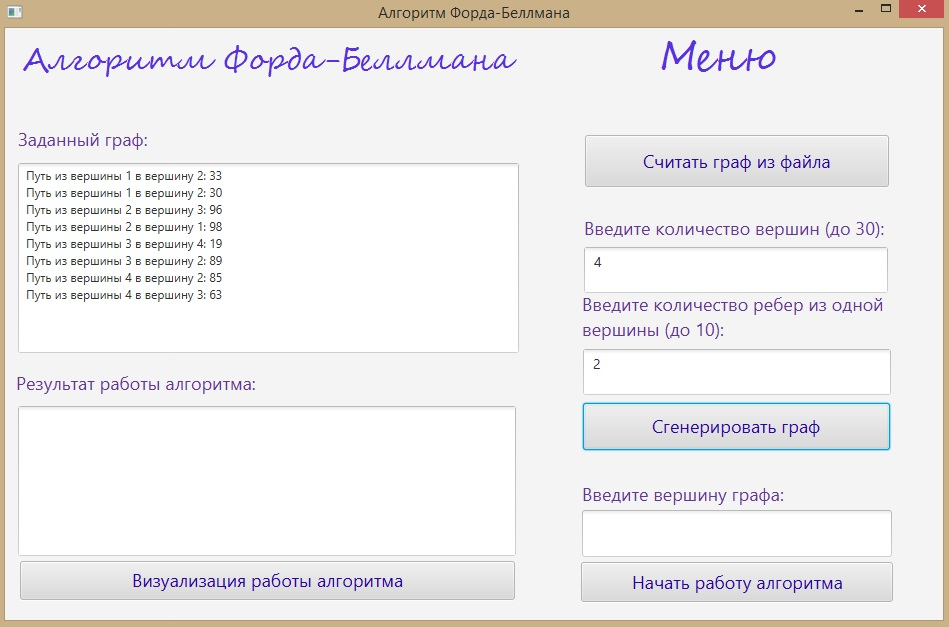 Алгоритм Форда-Беллмана
Алгоритм Форда-Беллмана
Меню
Заданный граф:
Путь из вершины 1 в вершину 2: 33
Путь из вершины 1 в вершину 2: 30
Путь из вершины 2 в вершину 3: 96
Путь из вершины 2 в вершину 1: 98
Путь из вершины 3 в вершину 4: 19
Путь из вершины 3 в вершину 2: 89
Путь из вершины 4 в вершину 2: 85
Путь из вершины 4 в вершину 3: 63
Результат работы алгоритма:
Визуализация работы алгоритма
Считать граф из файла
Введите количество вершин (до 30):
4
Введите количество ребер из одной
вершины (до 10):
2
Сгенерировать граф
Введите вершину графа:
Начать работу алгоритма